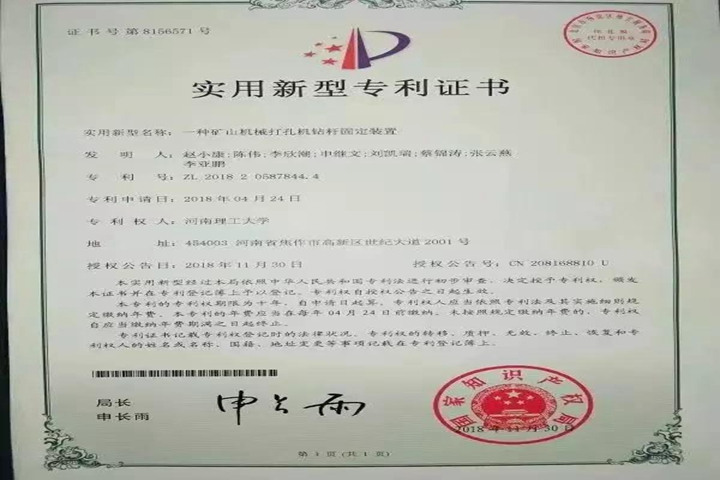 证书号第8156571号
实用新型专利证书
实用新型名称：一种矿山机械打孔机钻杆固定装置
发 明 人：赵小康;陈伟;李欣潮;申继文;刘凯瑞;蔡锦涛;张云燕
李亚鹏
专 利 号：ZL 2018 2 0587844.4
专利申请日：2018年04月24日
专 利 权 人：河南理工大学
地 址：454003 河南省焦作市高新区世纪大道2001号
授权公告日：2018年11月30日 授权公告号：CN 208168810 U
本实用新型经过本局依照中华人民共和国专利法进行初步审查，决定授予专利权，颁发
本证书并在专利登记簿上予以登记。专利权自授权公告之日起生效。
本专利的专利权期限为十年，自申请日起算。专利权人应当依照专利法及其实施细则规
定缴纳年费。本专利的年费应当在每年04月24日前缴纳。未按照规定缴纳年费的，专利权
自应当缴纳年费期满之日起终止。
专利证书记载专利权登记时的法律状况。专利权的转移、质押、无效、终止、恢复和专
利权人的姓名或名称、国籍、地址变更等事项记载在专利登记簿上。
局长
申长雨
申长雨
国家知识产权局
2018年11月30日
第1页(共1页)